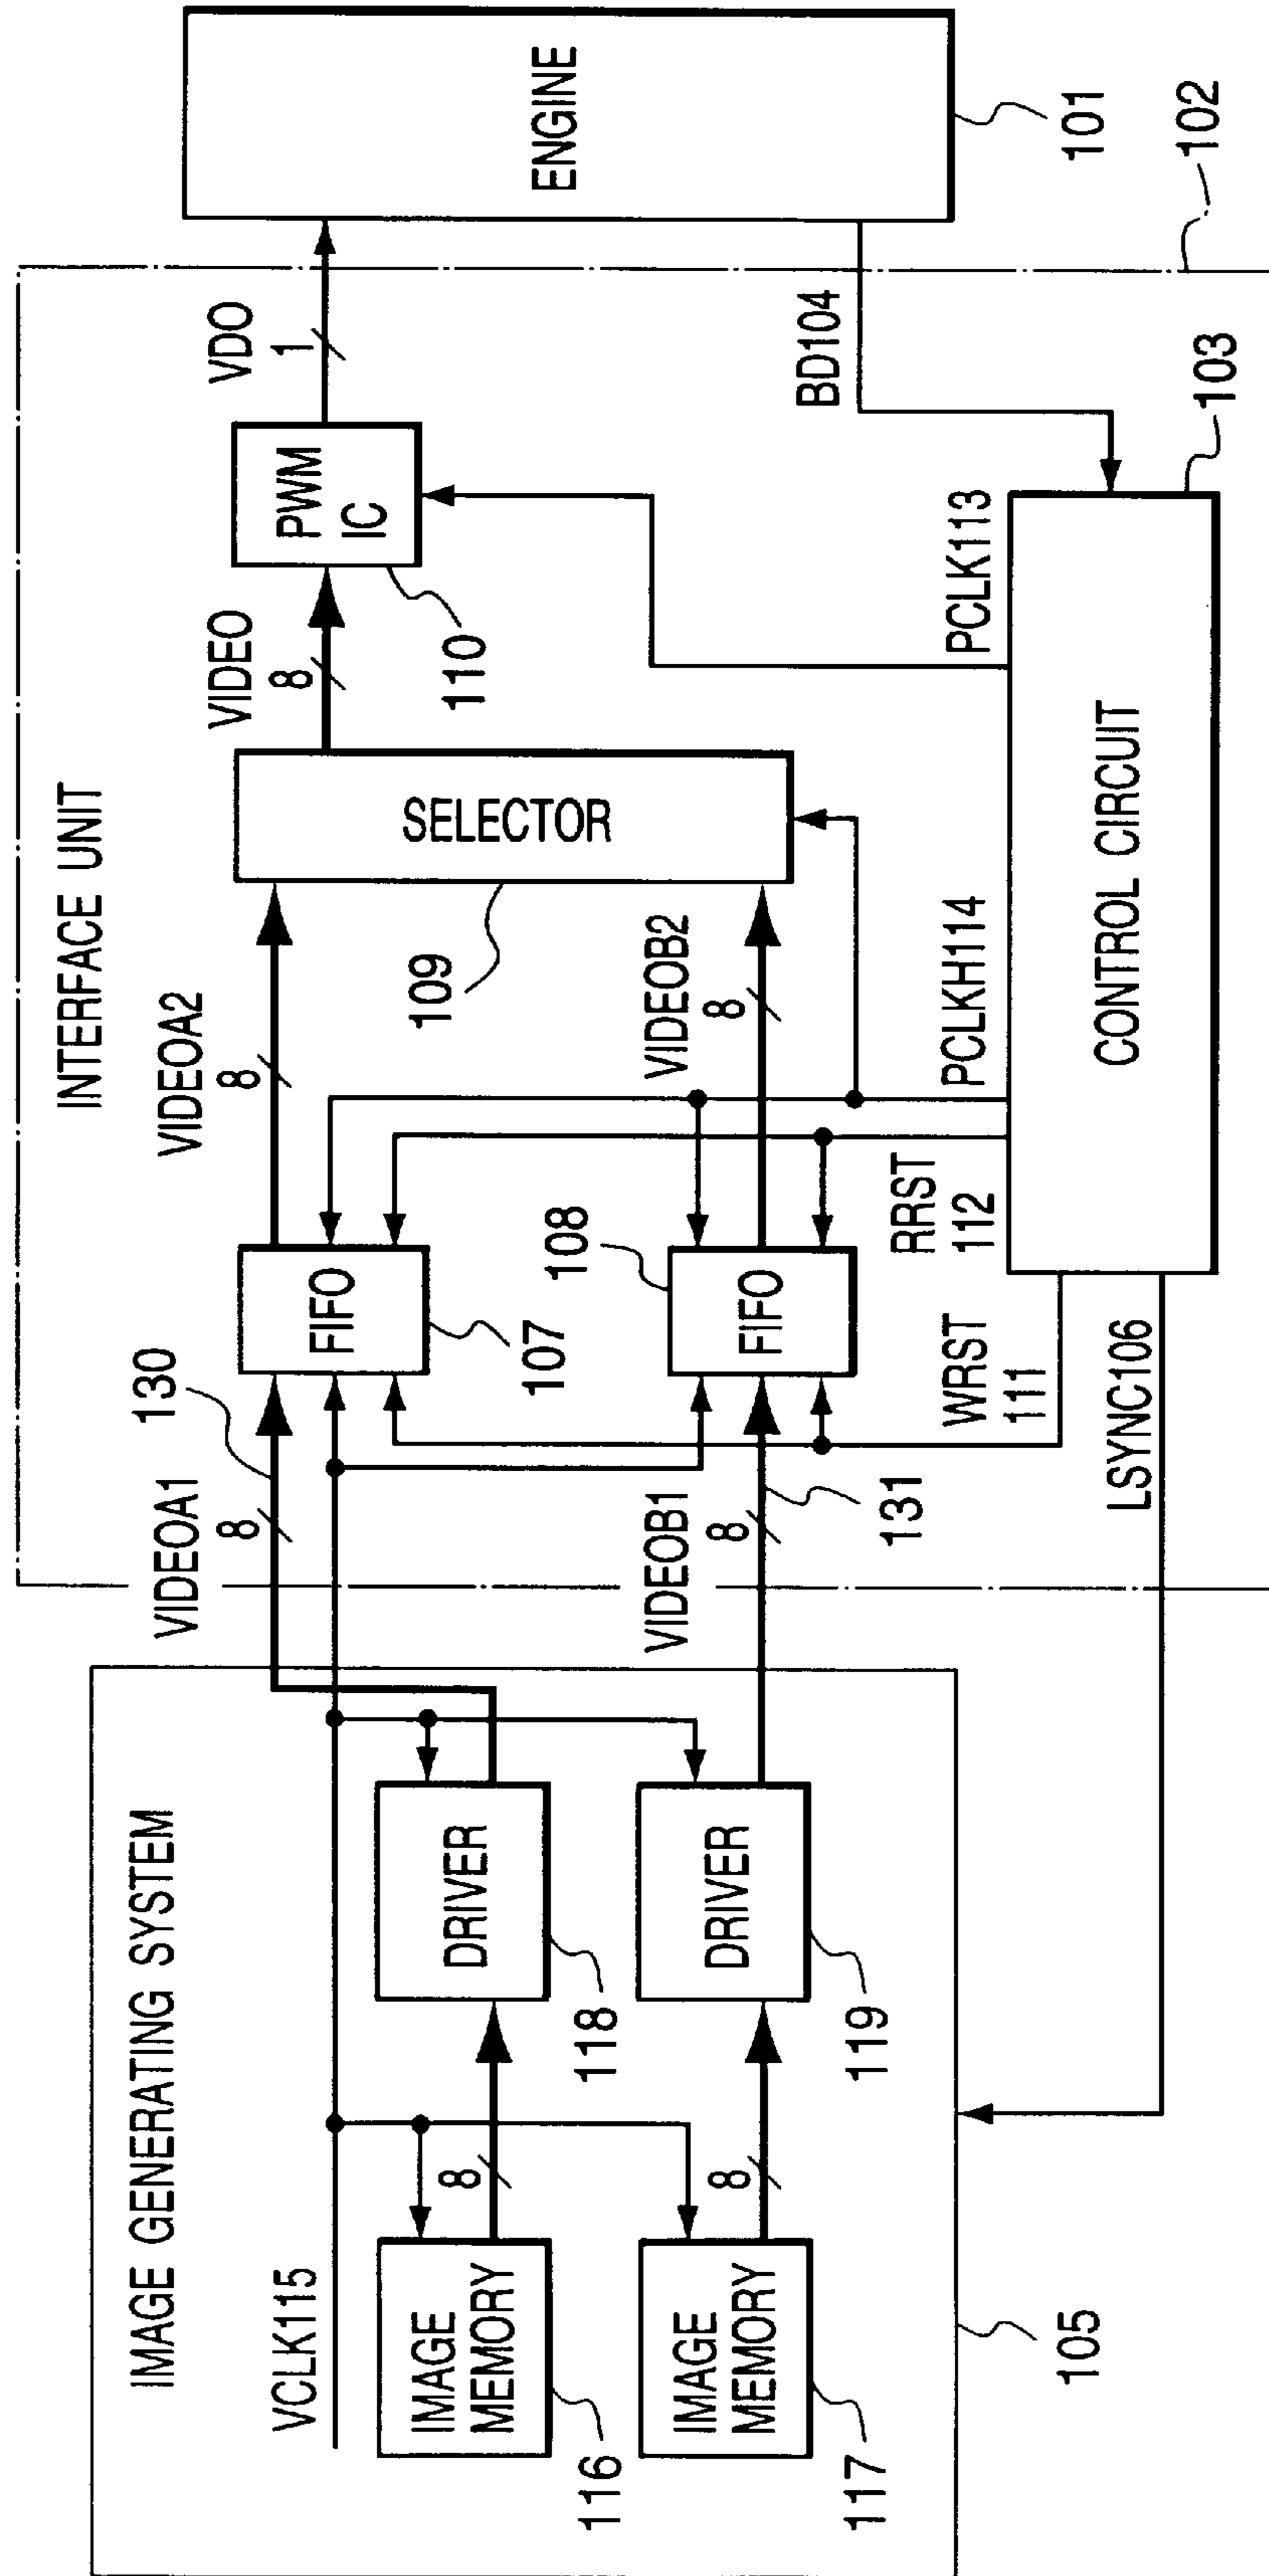 IMAGE GENERATING SYSTEM
VCLK115
IMAGE
MEMORY
116
8
DRIVER
118
IMAGE
MEMORY
117
8
DRIVER
119
105
INTERFACE UNIT
VIDEOA1
8
130
FIFO
107
VIDEOA2
8
VIDEOB1
8
131
FIFO
108
VIDEOB2
8
SELECTOR
109
VIDEO
8
PWM
IC
110
VDO
1
ENGINE
101
102
BD104
WRST
111
RRST
112
PCLKH114
PCLK113
LSYNC106
CONTROL CIRCUIT
103